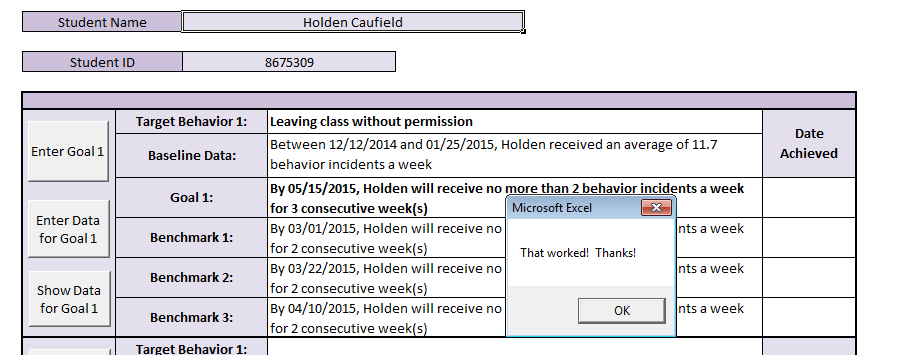 Student Name
Holden Caufield
Student ID
8675309
Enter Goal 1
Target Behavior 1:
Leaving class without permission
Date
Achieved
Baseline Data:
Between 12/12/2014 and 01/25/2015, Holden received an average of 11.7
behavior incidents a week
Goal 1:
By 05/15/2015, Holden will receive no more than 2 behavior incidents a week
for 3 consecutive week(s)
Enter Data
for Goal 1
Benchmark 1:
By 03/01/2015, Holden will receive no
nts a week
for 2 consecutive week(s)
Show Data
for Goal 1
Benchmark 2:
By 03/22/2015, Holden will receive no
nts a week
for 2 consecutive week(s)
Benchmark 3:
By 04/10/2015, Holden will receive no
nts a week
for 2 consecutive week(s)
Microsoft Excel
That worked! Thanks!
OK
Target Behavior 1: